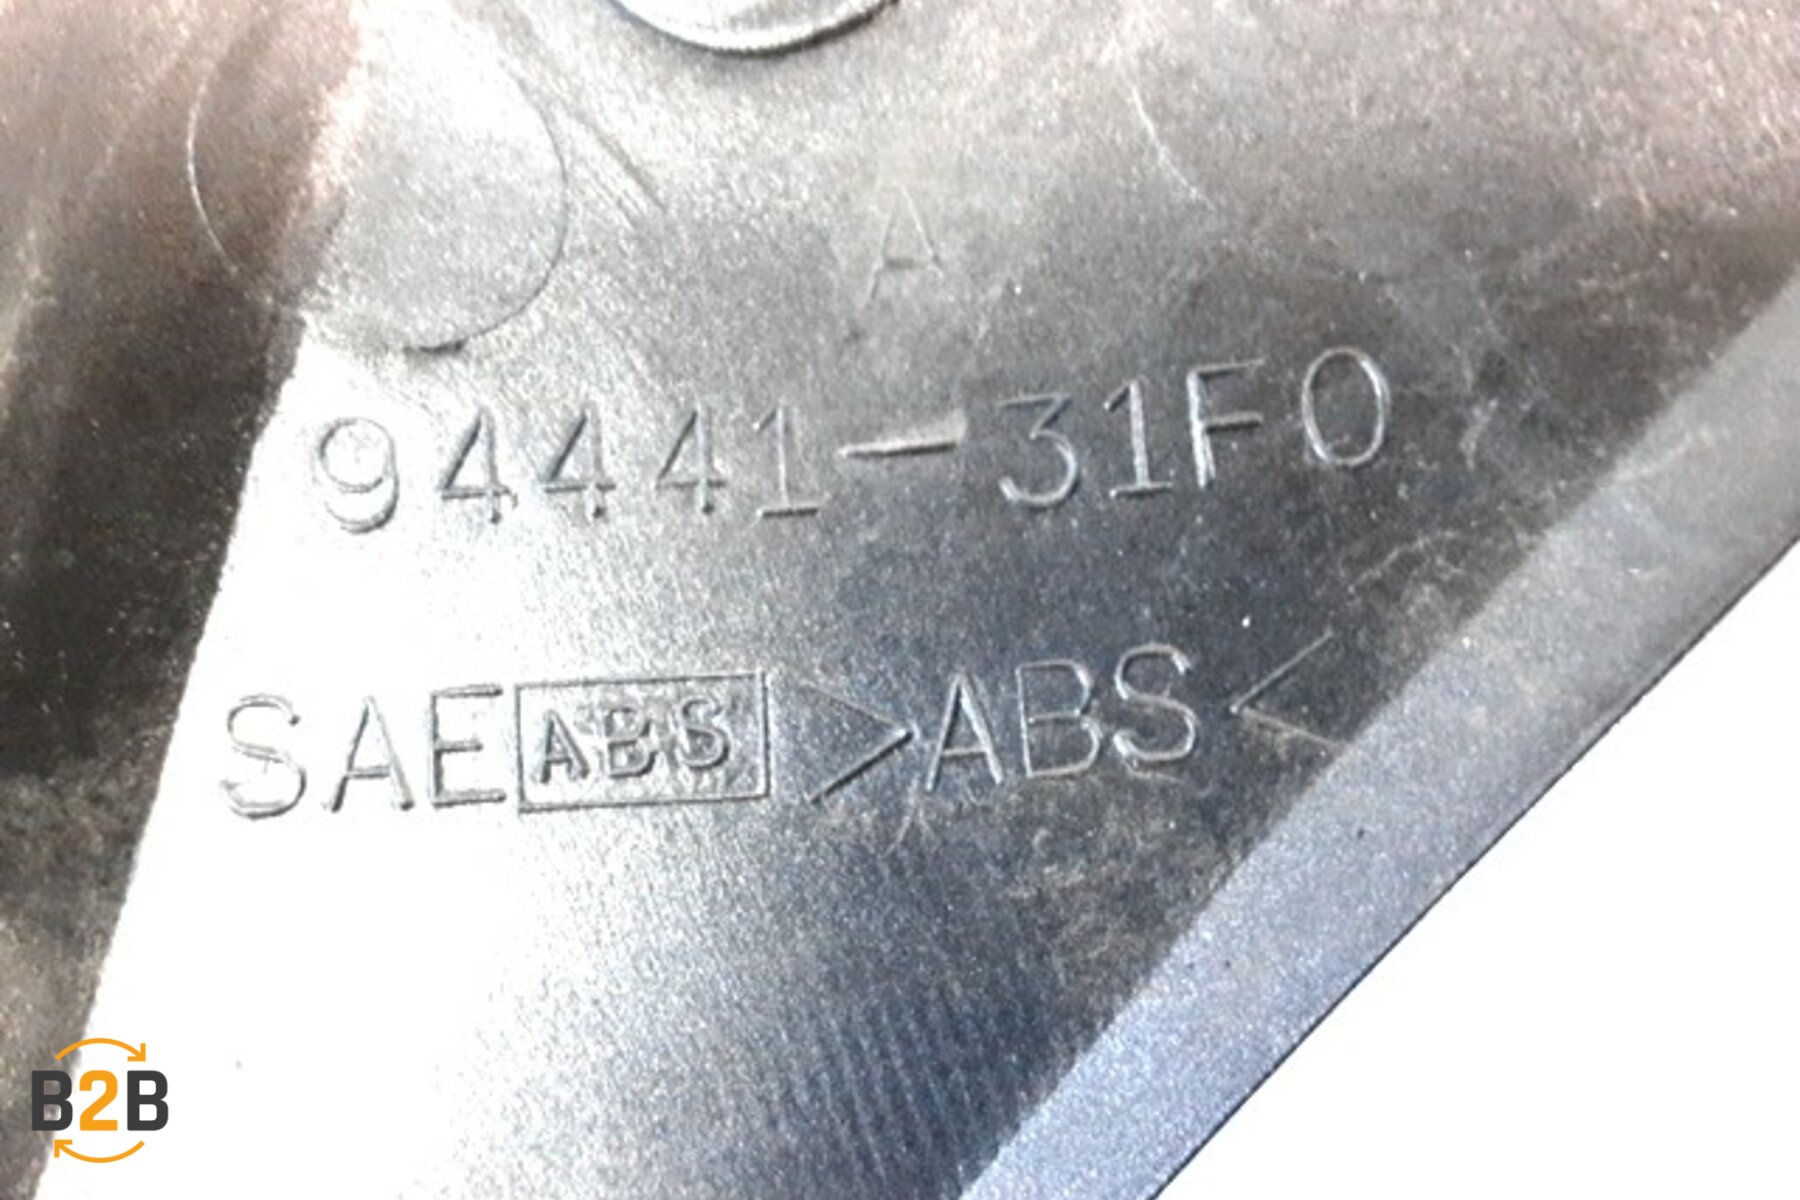 A
94441-31F0
SAE ABS >ABS<
B2B